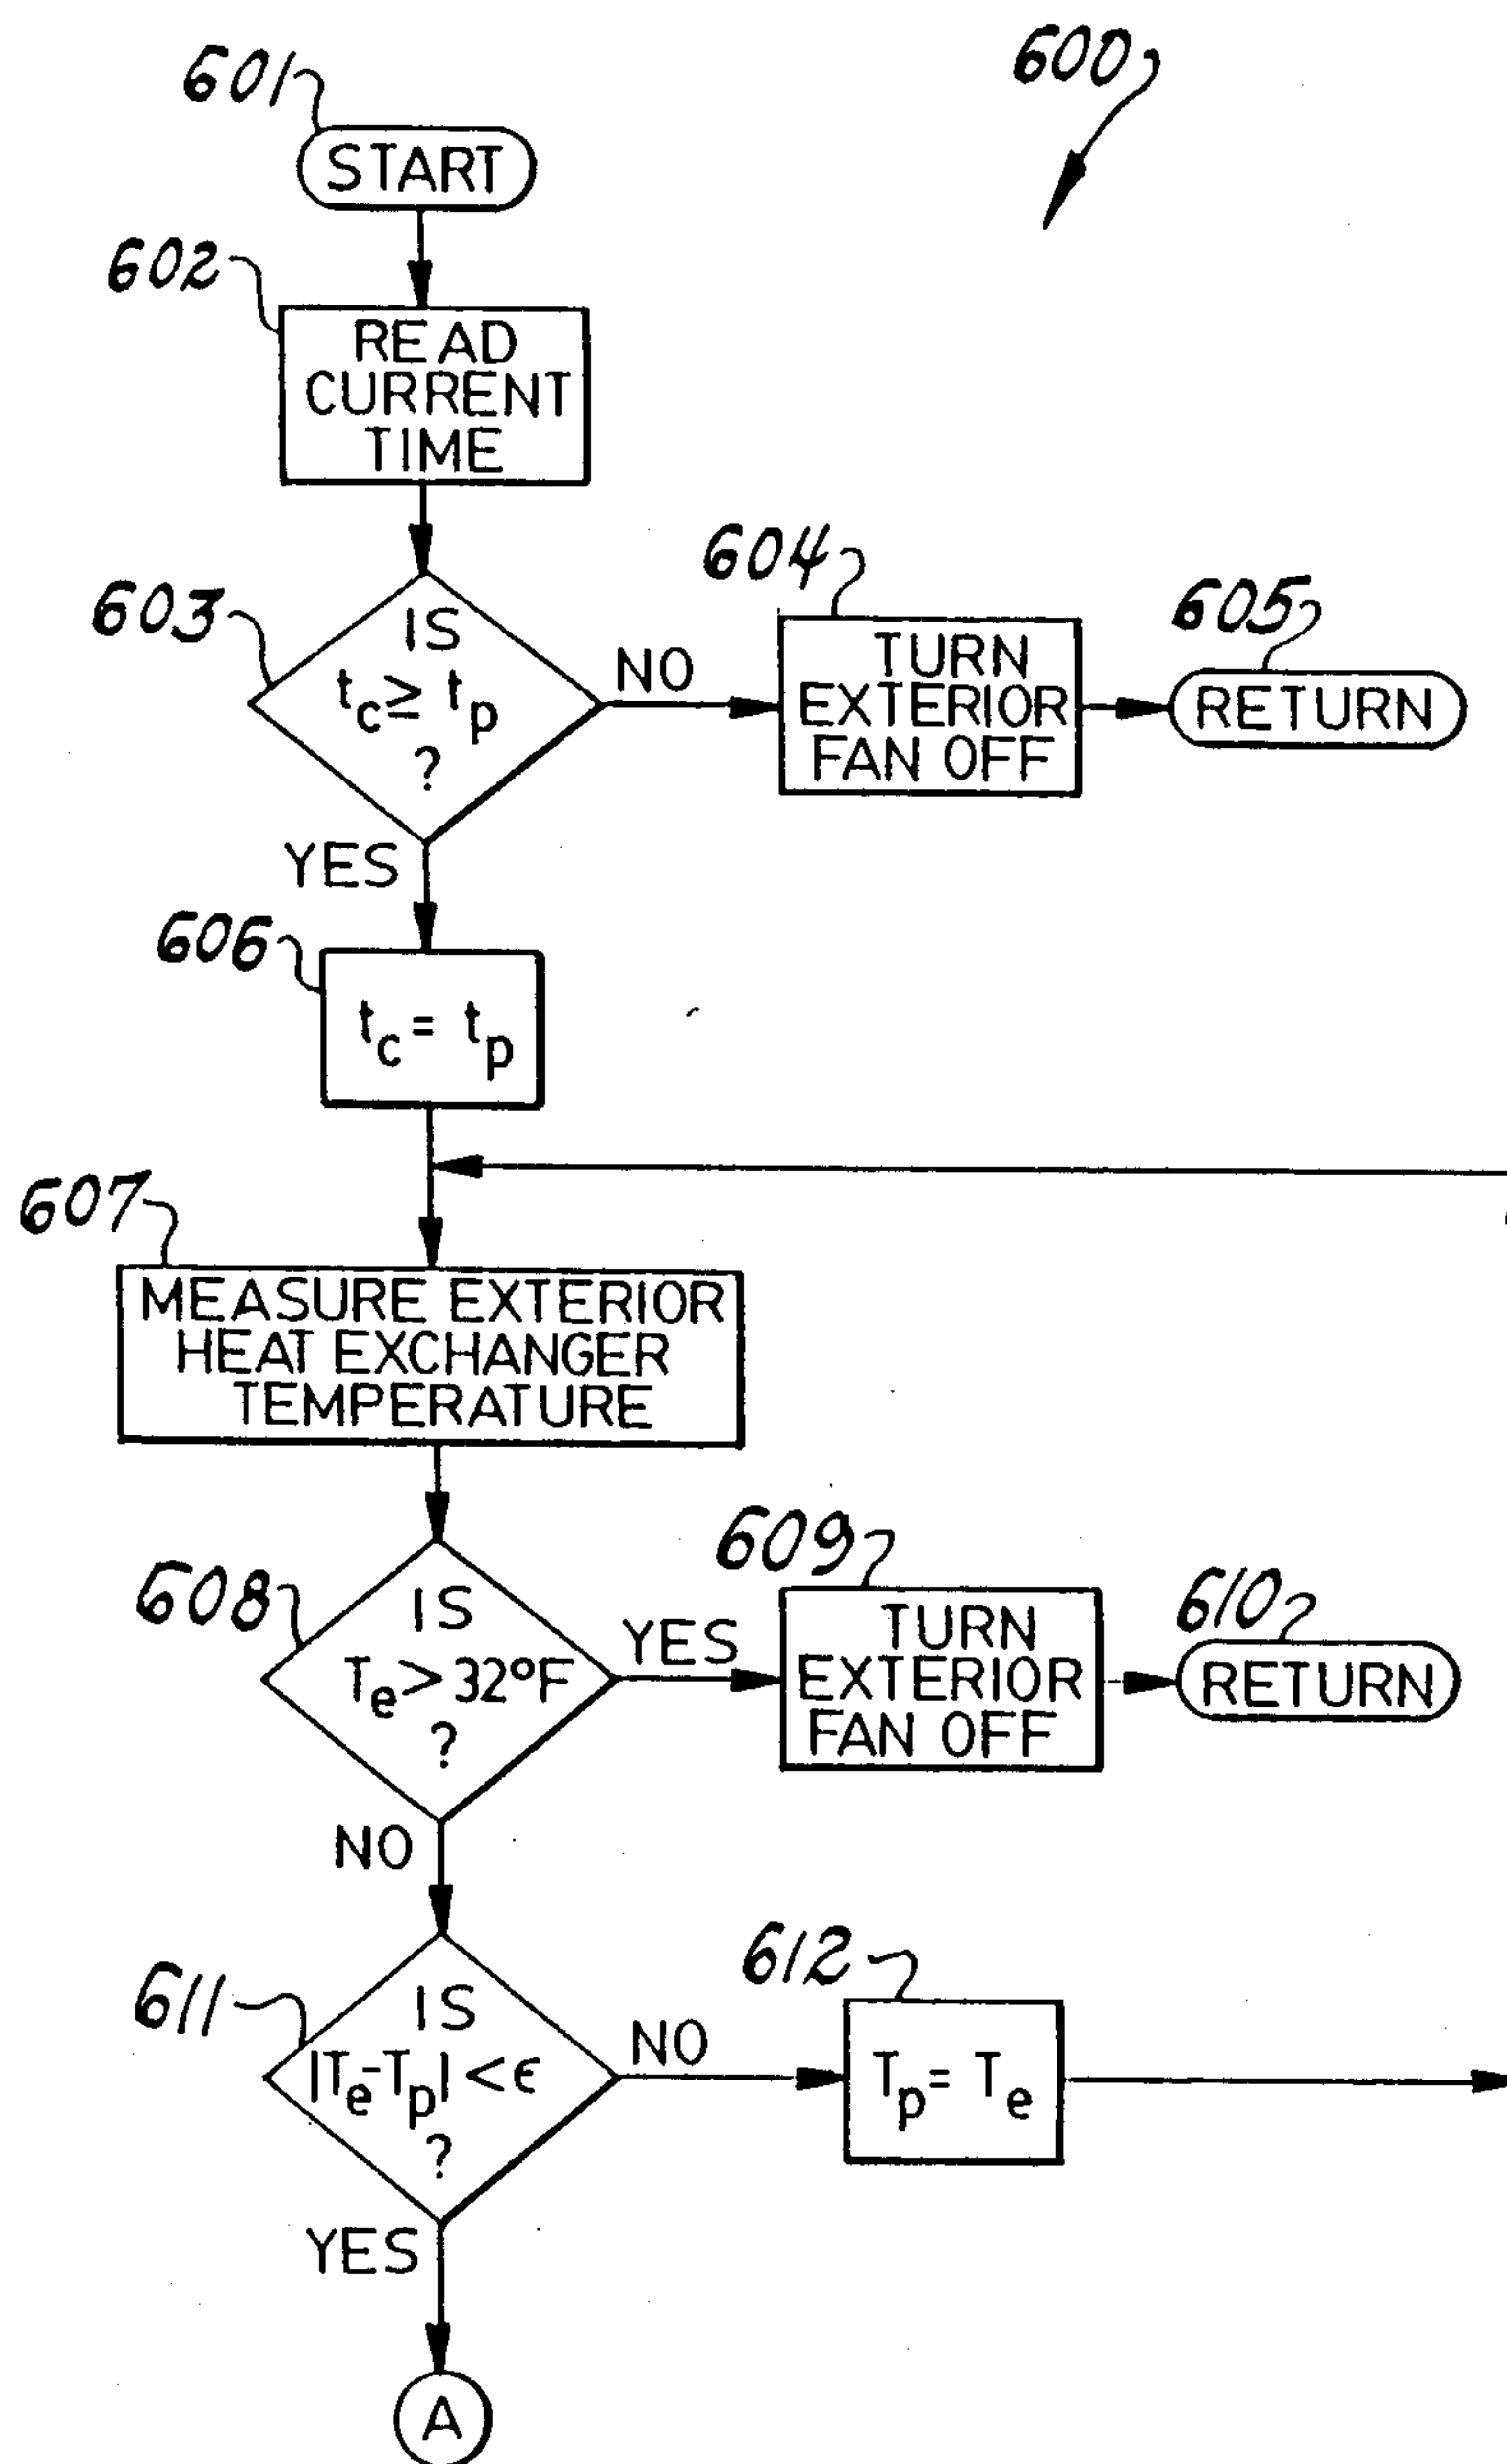 600
601
START
602
READ
CURRENT
TIME
603
IS
t_c ≥ t_p
?
NO
604
TURN
EXTERIOR
FAN OFF
605
RETURN
YES
606
t_c = t_p
607
MEASURE EXTERIOR
HEAT EXCHANGER
TEMPERATURE
608
IS
T_e > 32°F
?
YES
609
TURN
EXTERIOR
FAN OFF
610
RETURN
NO
611
IS
|T_e - T_p| < ϵ
?
NO
612
T_p = T_e
YES
A